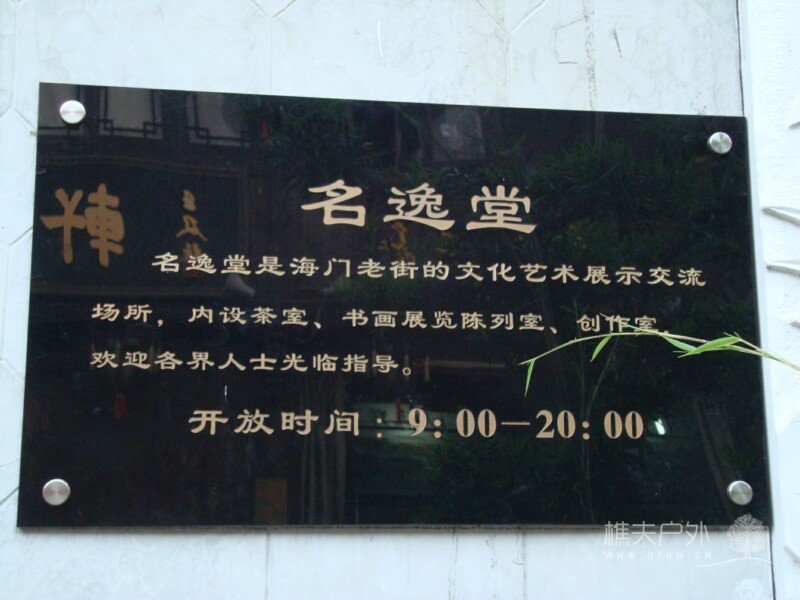 名逸堂
名逸堂是海门老街的文化艺术展示交流
场所，内设茶室、书画展览陈列室、创作室。
欢迎各界人士光临指导。
开放时间：9：00－20：00
軒
樵夫户外
WWW.QFHW.CN